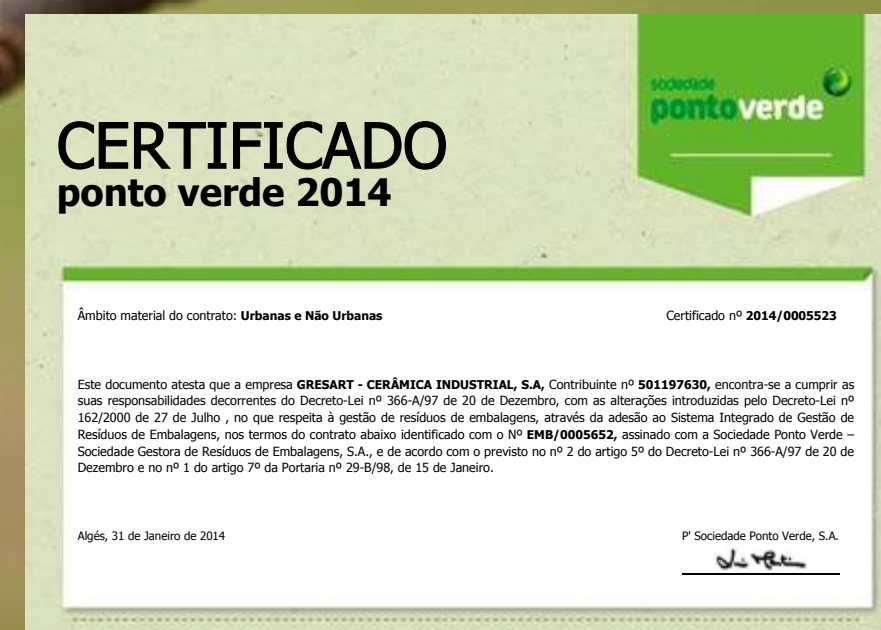 sociedade
pontoverde
CERTIFICADO
ponto verde 2014
Âmbito material do contrato: Urbanas e Não Urbanas
Certificado nº 2014/0005523
Este documento atesta que a empresa GRESART - CERÂMICA INDUSTRIAL, S.A, Contribuinte nº 501197630, encontra-se a cumprir as
suas responsabilidades decorrentes do Decreto-Lei nº 366-A/97 de 20 de Dezembro, com as alterações introduzidas pelo Decreto-Lei nº
162/2000 de 27 de Julho , no que respeita à gestão de resíduos de embalagens, através da adesão ao Sistema Integrado de Gestão de
Resíduos de Embalagens, nos termos do contrato abaixo identificado com o Nº EMB/0005652, assinado com a Sociedade Ponto Verde –
Sociedade Gestora de Resíduos de Embalagens, S.A., e de acordo com o previsto no nº 2 do artigo 5º do Decreto-Lei nº 366-A/97 de 20 de
Dezembro e no nº 1 do artigo 7º da Portaria nº 29-B/98, de 15 de Janeiro.
Algés, 31 de Janeiro de 2014
P' Sociedade Ponto Verde, S.A.